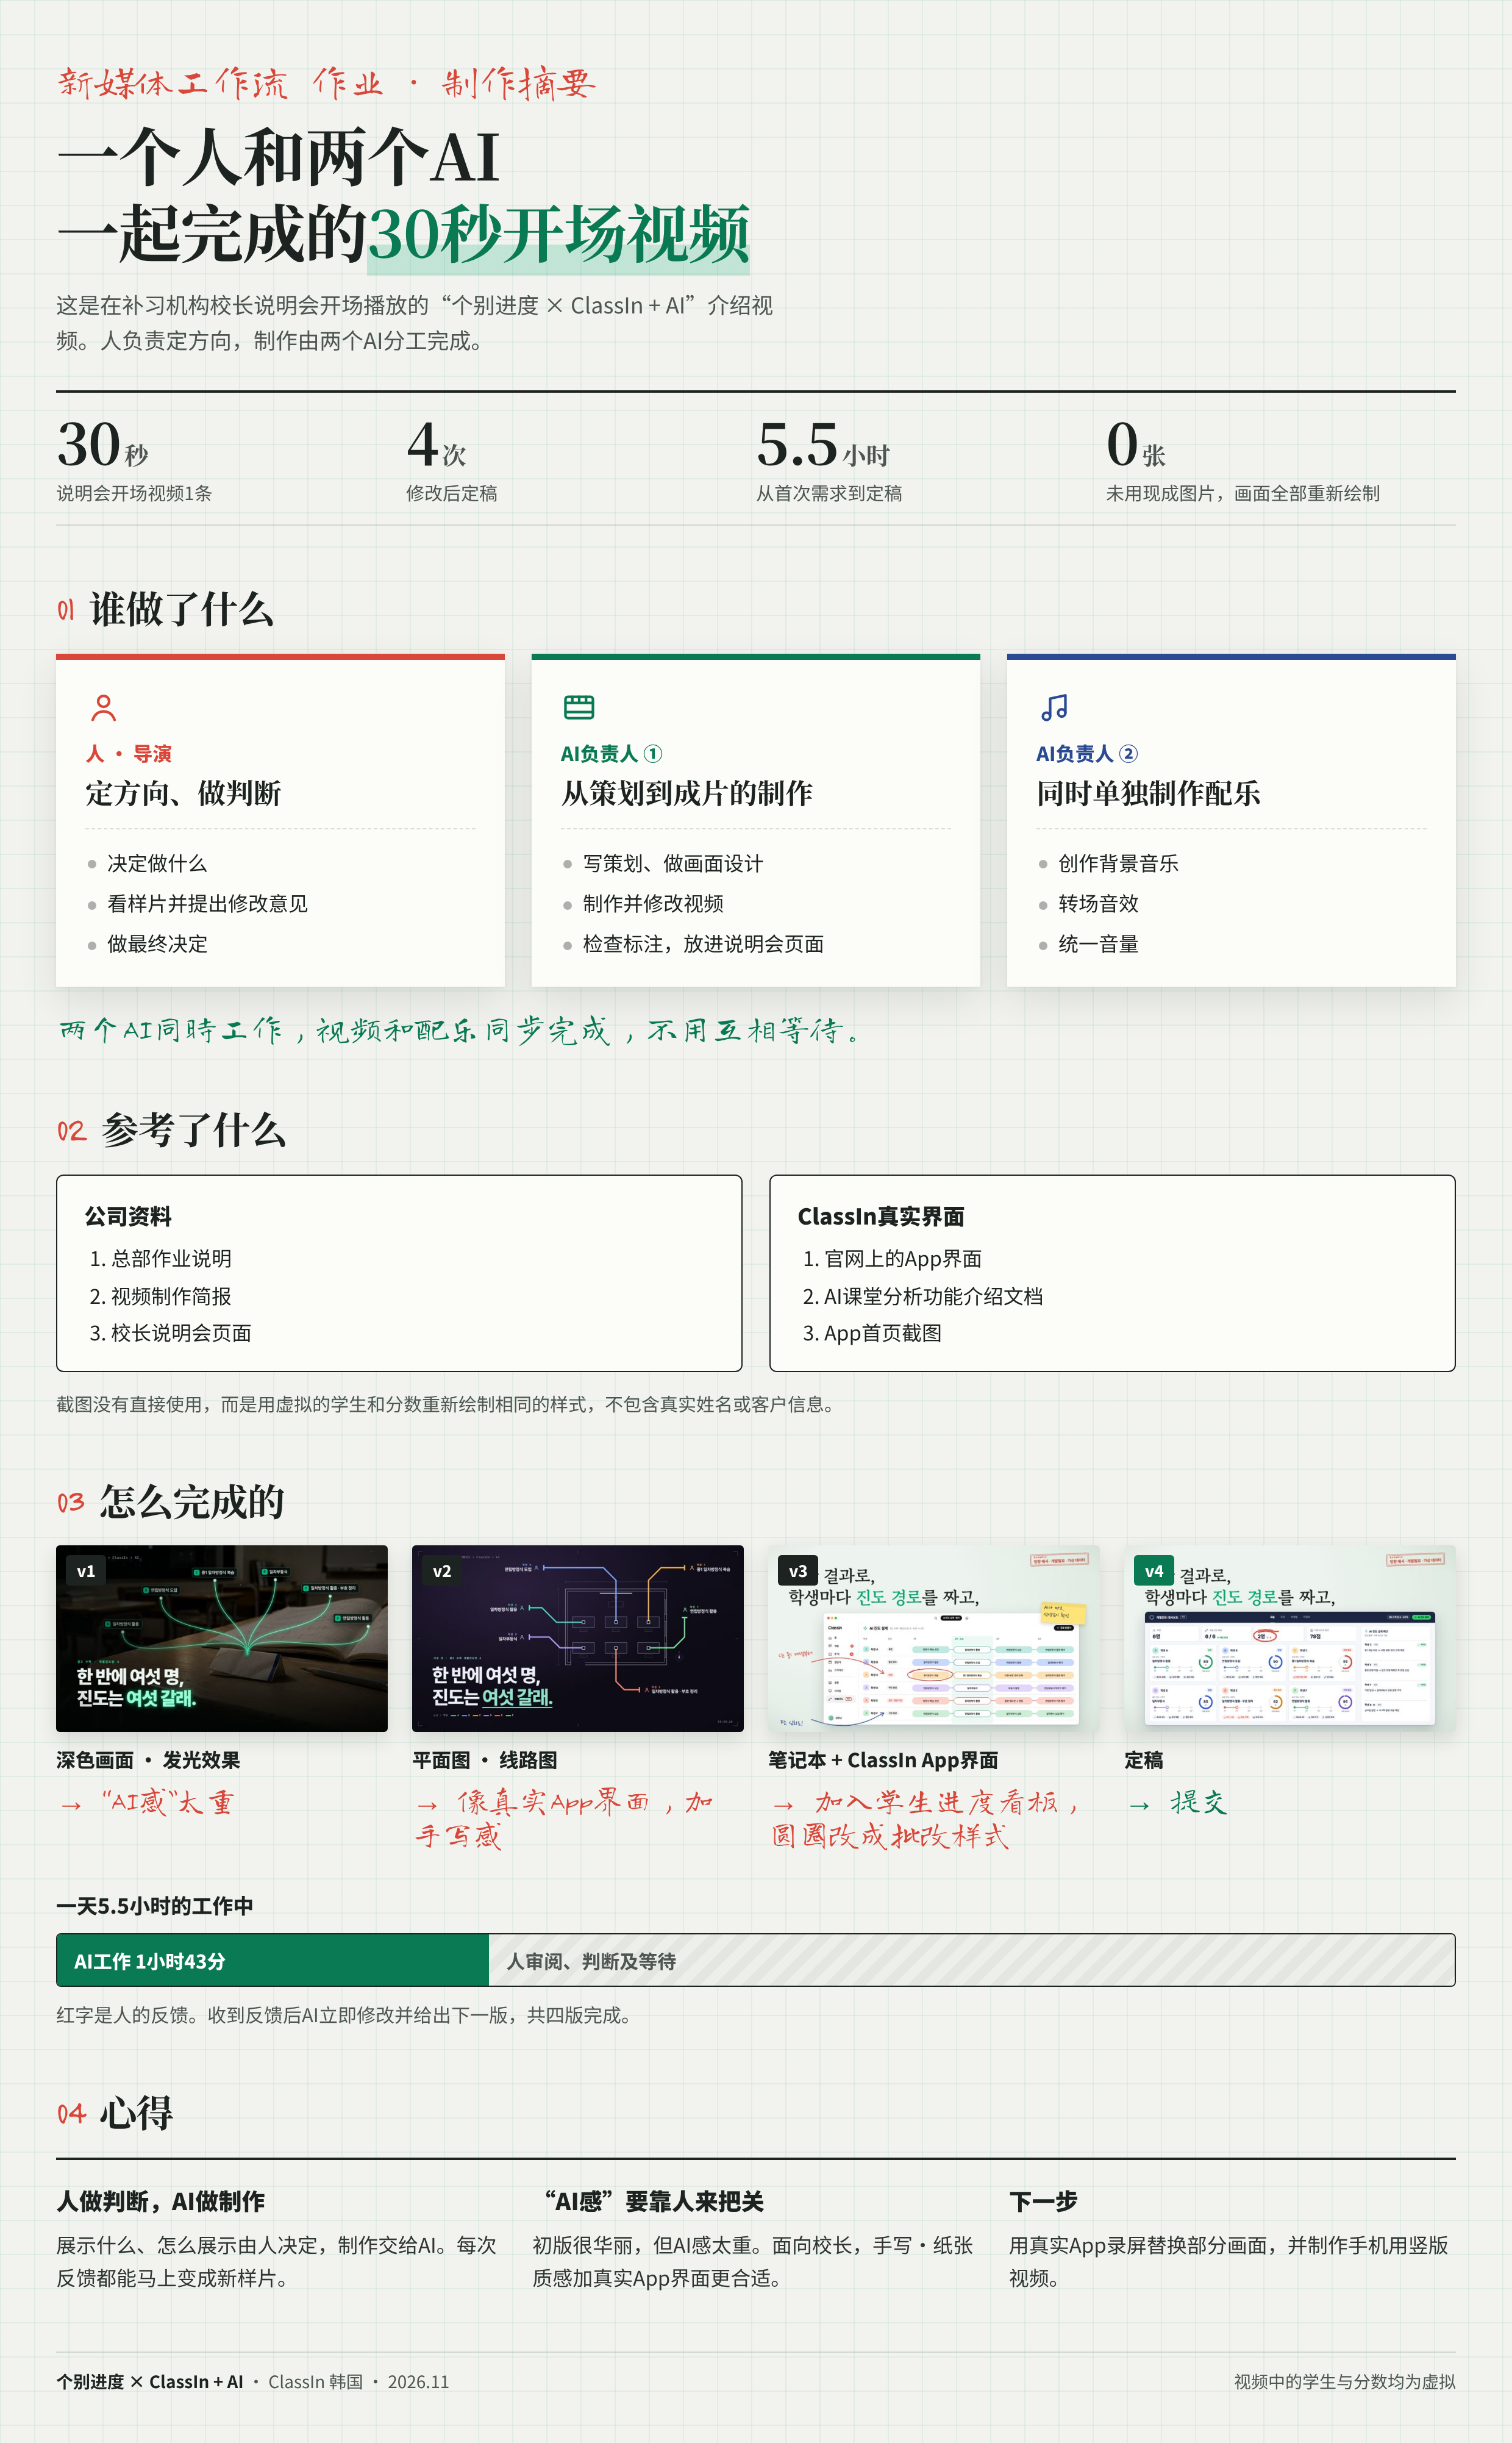 新媒体工作流 作业 · 制作摘要
一个人和两个AI
一起完成的30秒开场视频
这是在补习机构校长说明会开场播放的“个别进度 × ClassIn + AI”介绍视
频。人负责定方向，制作由两个AI分工完成。
30秒
说明会开场视频1条
4次
修改后定稿
5.5小时
从首次需求到定稿
0张
未用现成图片，画面全部重新绘制
01 谁做了什么
人 · 导演
定方向、做判断
决定做什么
看样片并提出修改意见
做最终决定
AI负责人 ①
从策划到成片的制作
写策划、做画面设计
制作并修改视频
检查标注，放进说明会页面
AI负责人 ②
同时单独制作配乐
创作背景音乐
转场音效
统一音量
两个AI同時工作，视频和配乐同步完成，不用互相等待。
02 参考了什么
公司资料
1. 总部作业说明
2. 视频制作简报
3. 校长说明会页面
ClassIn真实界面
1. 官网上的App界面
2. AI课堂分析功能介绍文档
3. App首页截图
截图没有直接使用，而是用虚拟的学生和分数重新绘制相同的样式，不包含真实姓名或客户信息。
03 怎么完成的
v1
한 반에 여섯 명,
진도는 여섯 갈래.
深色画面 · 发光效果
→ “AI感”太重
v2
한 반에 여섯 명,
진도는 여섯 갈래.
平面图 · 线路图
→ 像真实App界面，加
手写感
v3
결과로,
학생마다 진도 경로를 짜고,
ClassIn
笔记本 + ClassIn App界面
→ 加入学生进度看板，
圆圈改成批改样式
v4
결과로,
학생마다 진도 경로를 짜고,
定稿
→ 提交
一天5.5小时的工作中
AI工作 1小时43分
人审阅、判断及等待
红字是人的反馈。收到反馈后AI立即修改并给出下一版，共四版完成。
04 心得
人做判断，AI做制作
展示什么、怎么展示由人决定，制作交给AI。每次
反馈都能马上变成新样片。
“AI感”要靠人来把关
初版很华丽，但AI感太重。面向校长，手写·纸张
质感加真实App界面更合适。
下一步
用真实App录屏替换部分画面，并制作手机用竖版
视频。
个别进度 × ClassIn + AI · ClassIn 韩国 · 2026.11
视频中的学生与分数均为虚拟